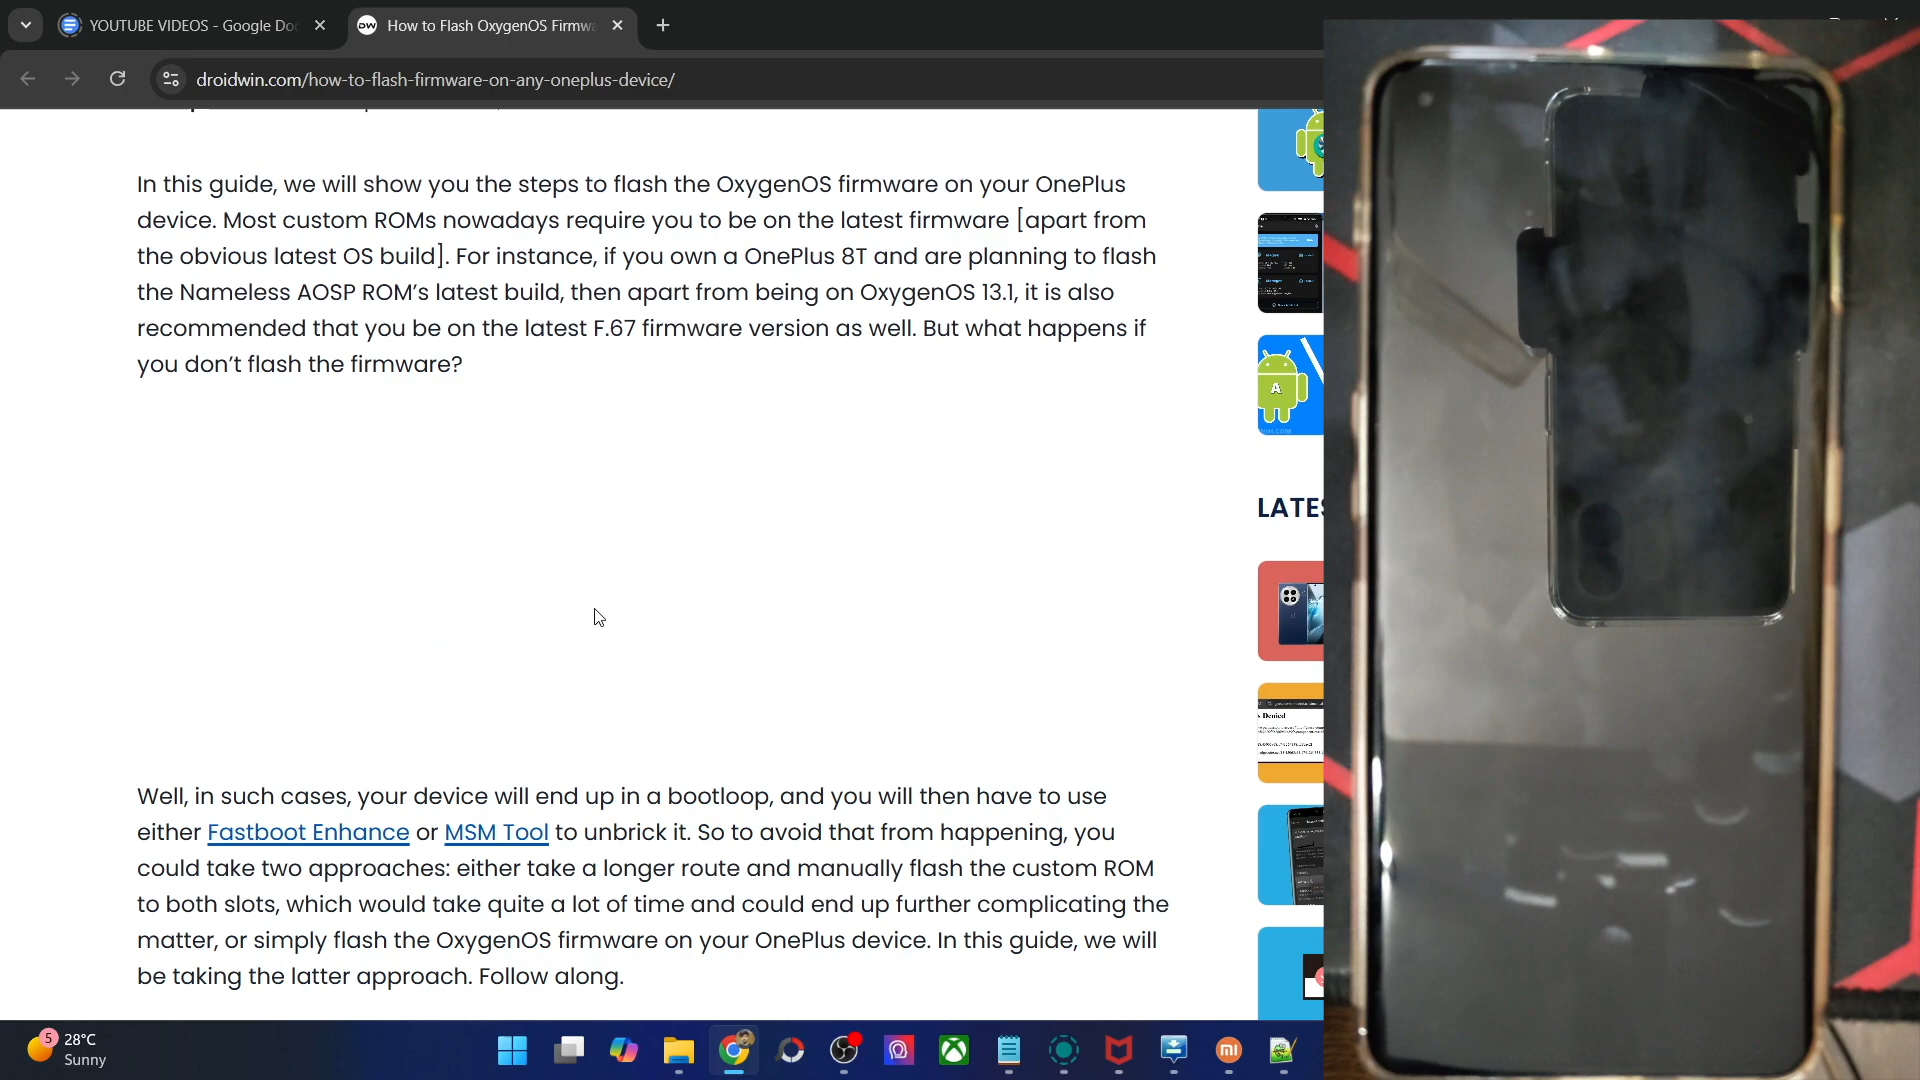 YOUTUBE VIDEOS - Google Doc
How to Flash OxygenOS Firmwa
droidwin.com/how-to-flash-firmware-on-any-oneplus-device/
In this guide, we will show you the steps to flash the OxygenOS firmware on your OnePlus
device. Most custom ROMs nowadays require you to be on the latest firmware [apart from
the obvious latest OS build]. For instance, if you own a OnePlus 8T and are planning to flash
the Nameless AOSP ROM’s latest build, then apart from being on OxygenOS 13.1, it is also
recommended that you be on the latest F.67 firmware version as well. But what happens if
you don’t flash the firmware?
LATES
s Denied
Well, in such cases, your device will end up in a bootloop, and you will then have to use
either Fastboot Enhance or MSM Tool to unbrick it. So to avoid that from happening, you
could take two approaches: either take a longer route and manually flash the custom ROM
to both slots, which would take quite a lot of time and could end up further complicating the
matter, or simply flash the OxygenOS firmware on your OnePlus device. In this guide, we will
be taking the latter approach. Follow along.
5
28°C
Sunny